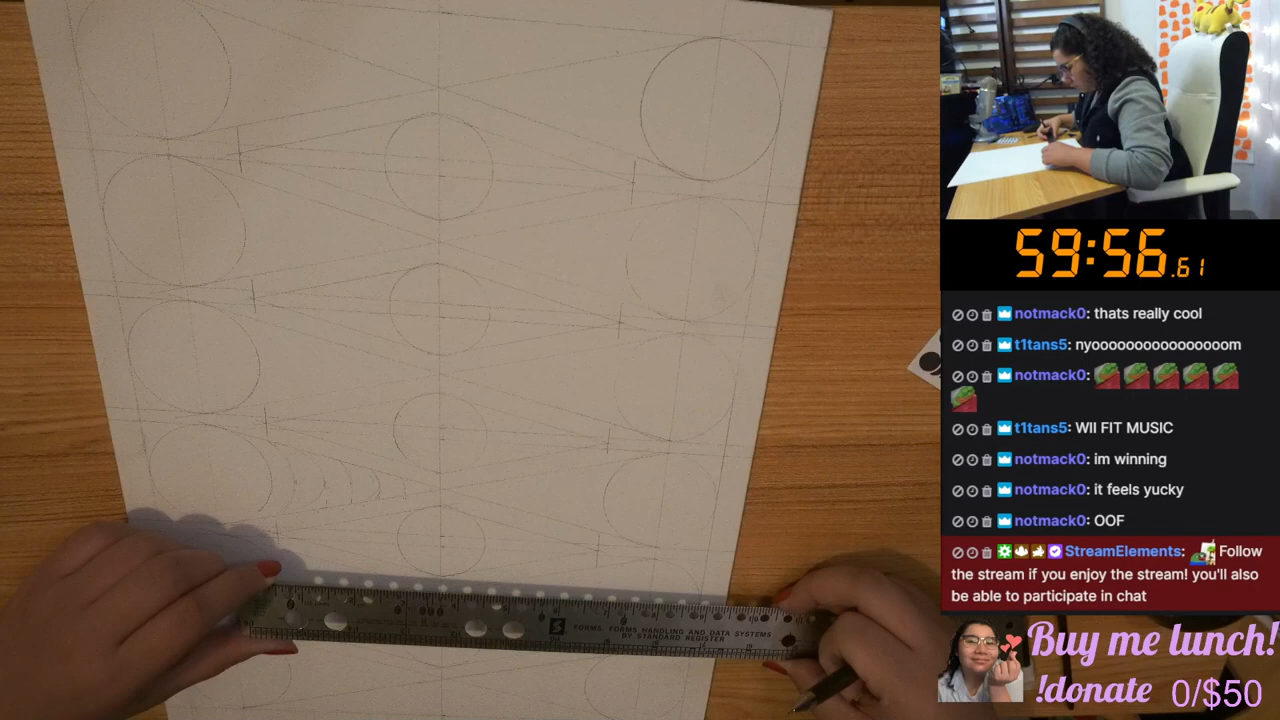 59:56.61
notmack0: thats really cool
t1tans5: nyooooooooooooooom
notmack0:
t1tans5: WII FIT MUSIC
notmack0: im winning
notmack0: it feels yucky
notmack0: OOF
StreamElements: Follow
the stream if you enjoy the stream! you'll also
be able to participate in chat
Buy me lunch!
!donate 0/$50
FORMS, FORMS HANDLING AND DATA SYSTEMS
BY STANDARD REGISTER